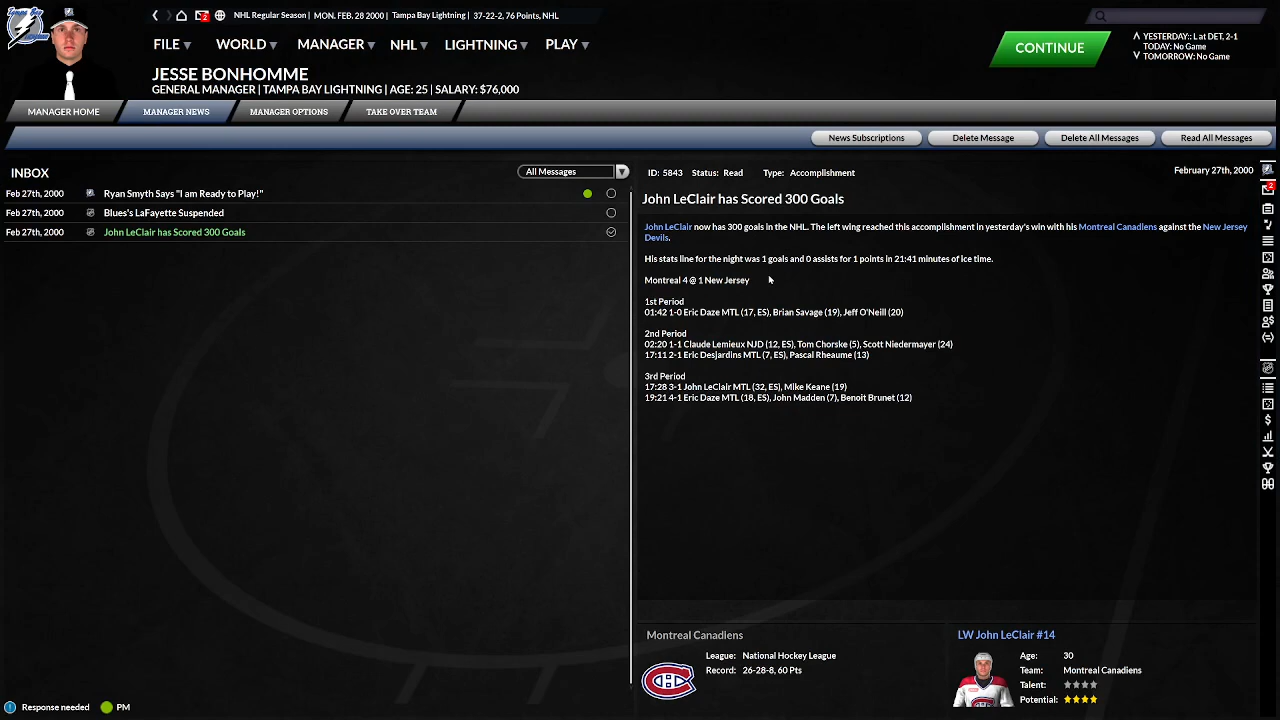 NHL Regular Season | MON. FEB. 28 2000 | Tampa Bay Lightning | 37-22-2, 76 Points, NHL
FILE WORLD MANAGER NHL LIGHTNING PLAY
CONTINUE
YESTERDAY:: L at DET, 2-1
TODAY: No Game
TOMORROW: No Game
JESSE BONHOMME
GENERAL MANAGER | TAMPA BAY LIGHTNING | AGE: 25 | SALARY: $76,000
MANAGER HOME MANAGER NEWS MANAGER OPTIONS TAKE OVER TEAM
News Subscriptions Delete Message Delete All Messages Read All Messages
INBOX All Messages
Feb 27th, 2000 Ryan Smyth Says "I am Ready to Play!"
Feb 27th, 2000 Blues's LaFayette Suspended
Feb 27th, 2000 John LeClair has Scored 300 Goals
ID: 5843 Status: Read Type: Accomplishment February 27th, 2000
John LeClair has Scored 300 Goals
John LeClair now has 300 goals in the NHL. The left wing reached this accomplishment in yesterday's win with his Montreal Canadiens against the New Jersey
Devils.
His stats line for the night was 1 goals and 0 assists for 1 points in 21:41 minutes of ice time.
Montreal 4 @ 1 New Jersey
1st Period
01:42 1-0 Eric Daze MTL (17, ES), Brian Savage (19), Jeff O'Neill (20)
2nd Period
02:20 1-1 Claude Lemieux NJD (12, ES), Tom Chorske (5), Scott Niedermayer (24)
17:11 2-1 Eric Desjardins MTL (7, ES), Pascal Rheaume (13)
3rd Period
17:28 3-1 John LeClair MTL (32, ES), Mike Keane (19)
19:21 4-1 Eric Daze MTL (18, ES), John Madden (7), Benoit Brunet (12)
Montreal Canadiens
League: National Hockey League
Record: 26-28-8, 60 Pts
LW John LeClair #14
Age: 30
Team: Montreal Canadiens
Talent:
Potential:
Response needed PM